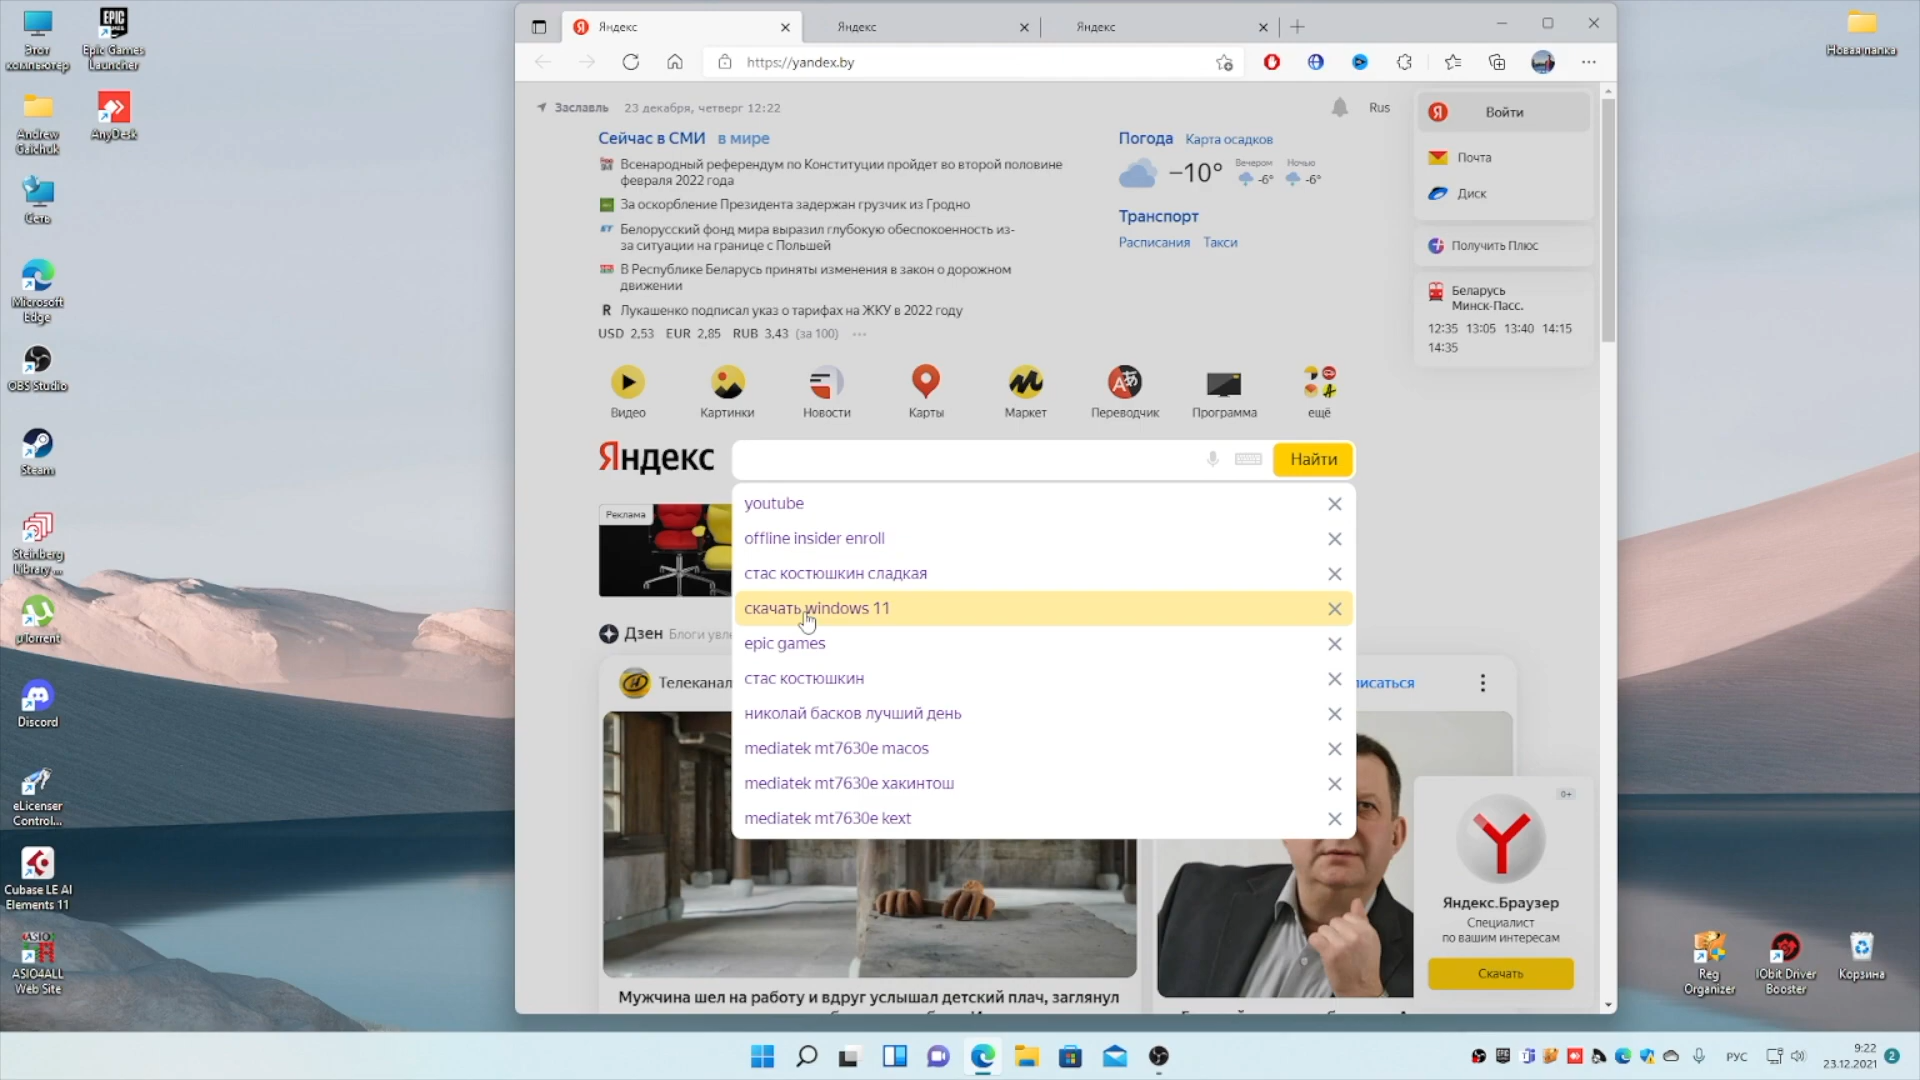 Этот
компьютер
Epic Games
Launcher
Andrew
Gaichuk
AnyDesk
Сеть
Microsoft
Edge
OBS Studio
Steam
Steinberg
Library ...
µTorrent
Discord
eLicenser
Control...
Cubase LE AI
Elements 11
ASIO4ALL
Web Site
Новая папка
Reg
Organizer
IObit Driver
Booster
Корзина
Яндекс
Яндекс
Яндекс
https://yandex.by
Заславль 23 декабря, четверг 12:22
Rus
Сейчас в СМИ в мире
Всенародный референдум по Конституции пройдет во второй половине
февраля 2022 года
За оскорбление Президента задержан грузчик из Гродно
Белорусский фонд мира выразил глубокую обеспокоенность из-
за ситуации на границе с Польшей
В Республике Беларусь приняты изменения в закон о дорожном
движении
Лукашенко подписал указ о тарифах на ЖКУ в 2022 году
USD 2,53 EUR 2,85 RUB 3,43 (за 100) ...
Погода Карта осадков
−10° Вечером -6° Ночью -6°
Транспорт
Расписания Такси
Войти
Почта
Диск
Получить Плюс
Беларусь
Минск-Пасс.
12:35 13:05 13:40 14:15
14:35
Видео Картинки Новости Карты Маркет Переводчик Программа ещё
Яндекс
Найти
youtube
offline insider enroll
стас костюшкин сладкая
скачать windows 11
epic games
стас костюшкин
николай басков лучший день
mediatek mt7630e macos
mediatek mt7630e хакинтош
mediatek mt7630e kext
Реклама
Дзен Блоги увле
Телеканал
писаться
Мужчина шел на работу и вдруг услышал детский плач, заглянул
0+
Яндекс.Браузер
Специалист
по вашим интересам
Скачать
РУС
9:22
23.12.2021
2